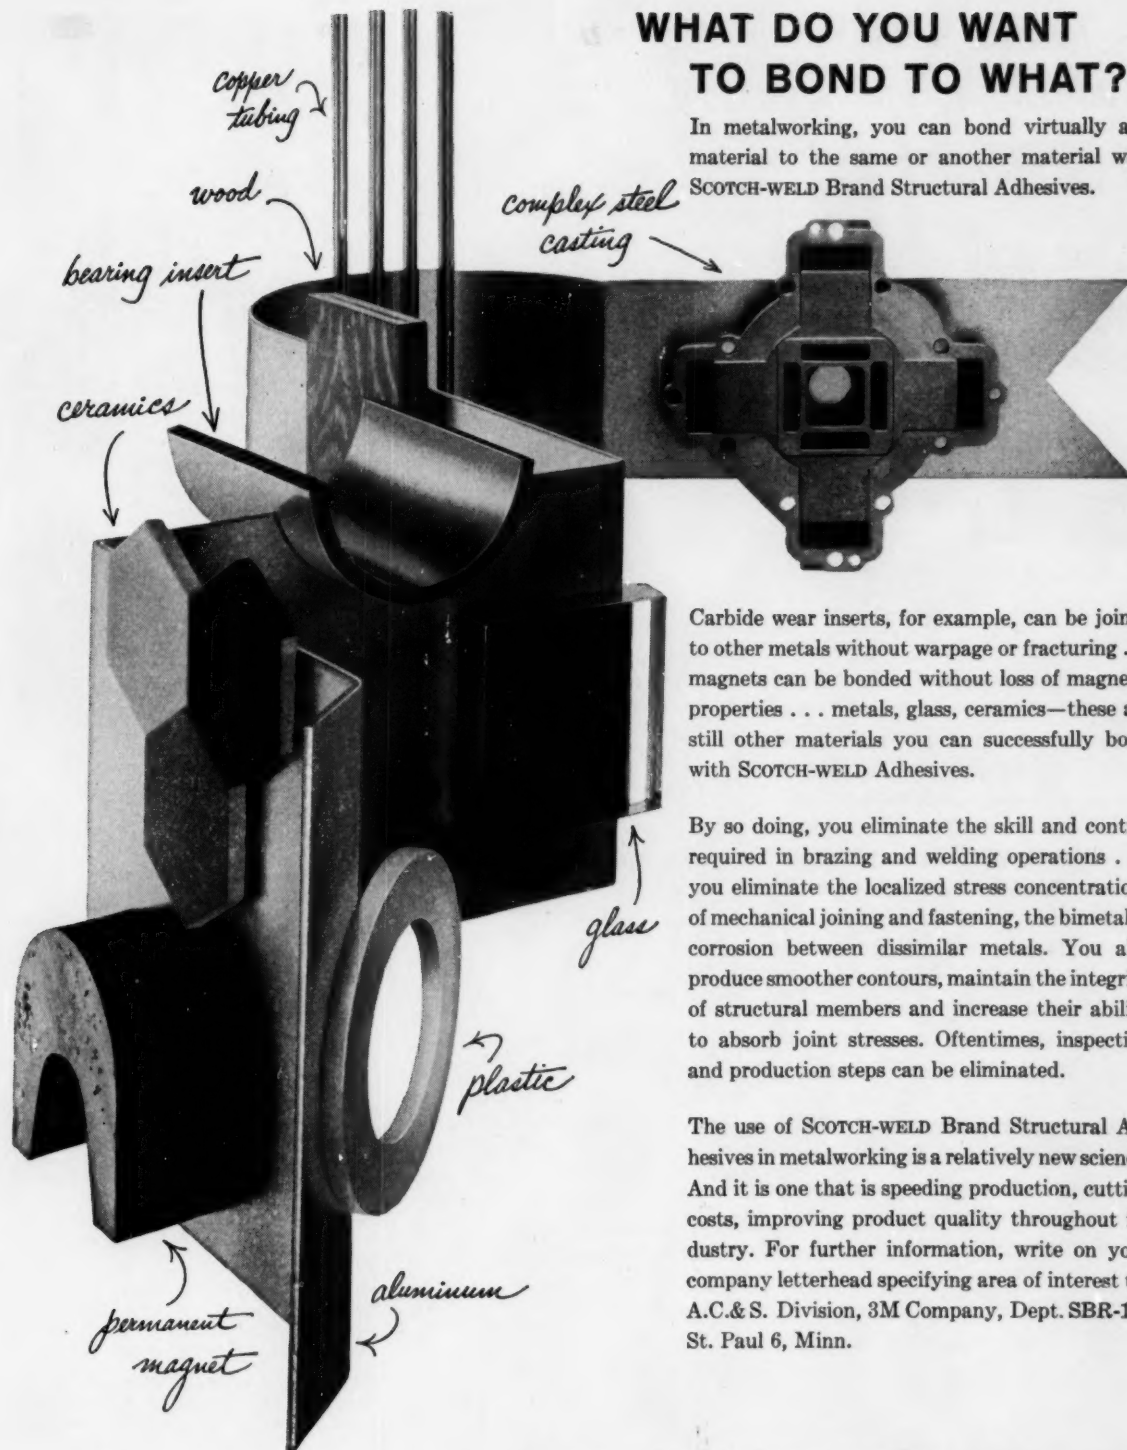 WHAT DO YOU WANT
TO BOND TO WHAT?
In metalworking, you can bond virtually a
material to the same or another material w
SCOTCH-WELD Brand Structural Adhesives.
copper
tubing
wood
complex steel
casting
bearing insert
ceramics
Carbide wear inserts, for example, can be join
to other metals without warpage or fracturing .
magnets can be bonded without loss of magne
properties . . . metals, glass, ceramics—these a
still other materials you can successfully bo
with SCOTCH-WELD Adhesives.
By so doing, you eliminate the skill and cont
required in brazing and welding operations .
you eliminate the localized stress concentratio
of mechanical joining and fastening, the bimetal
corrosion between dissimilar metals. You a
produce smoother contours, maintain the integr
of structural members and increase their abili
to absorb joint stresses. Oftentimes, inspecti
and production steps can be eliminated.
glass
plastic
The use of SCOTCH-WELD Brand Structural A
hesives in metalworking is a relatively new scien
And it is one that is speeding production, cutti
costs, improving product quality throughout
dustry. For further information, write on yo
company letterhead specifying area of interest
A.C.& S. Division, 3M Company, Dept. SBR-1
St. Paul 6, Minn.
aluminum
permanent
magnet